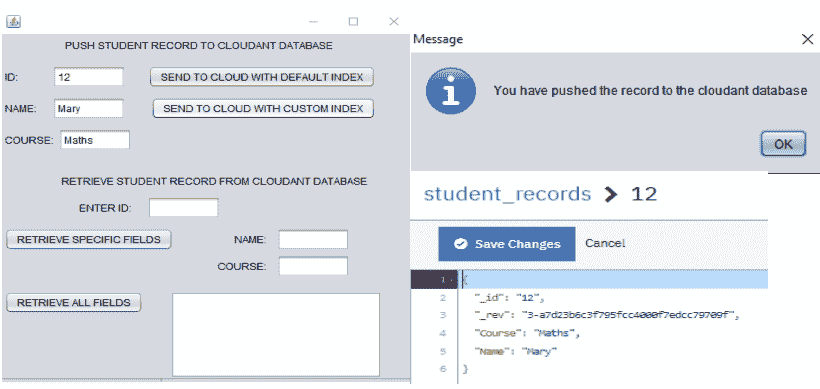 PUSH STUDENT RECORD TO CLOUDANT DATABASE
ID: 12 SEND TO CLOUD WITH DEFAULT INDEX
NAME: Mary SEND TO CLOUD WITH CUSTOM INDEX
COURSE: Maths
RETRIEVE STUDENT RECORD FROM CLOUDANT DATABASE
ENTER ID:
RETRIEVE SPECIFIC FIELDS NAME:
COURSE:
RETRIEVE ALL FIELDS
Message
You have pushed the record to the cloudant database
OK
student_records > 12
Save Changes Cancel
1 {
2 "_id": "12",
3 "_rev": "3-a7d23b6c3f795fcc4000f7edcc79709f",
4 "Course": "Maths",
5 "Name": "Mary"
6 }